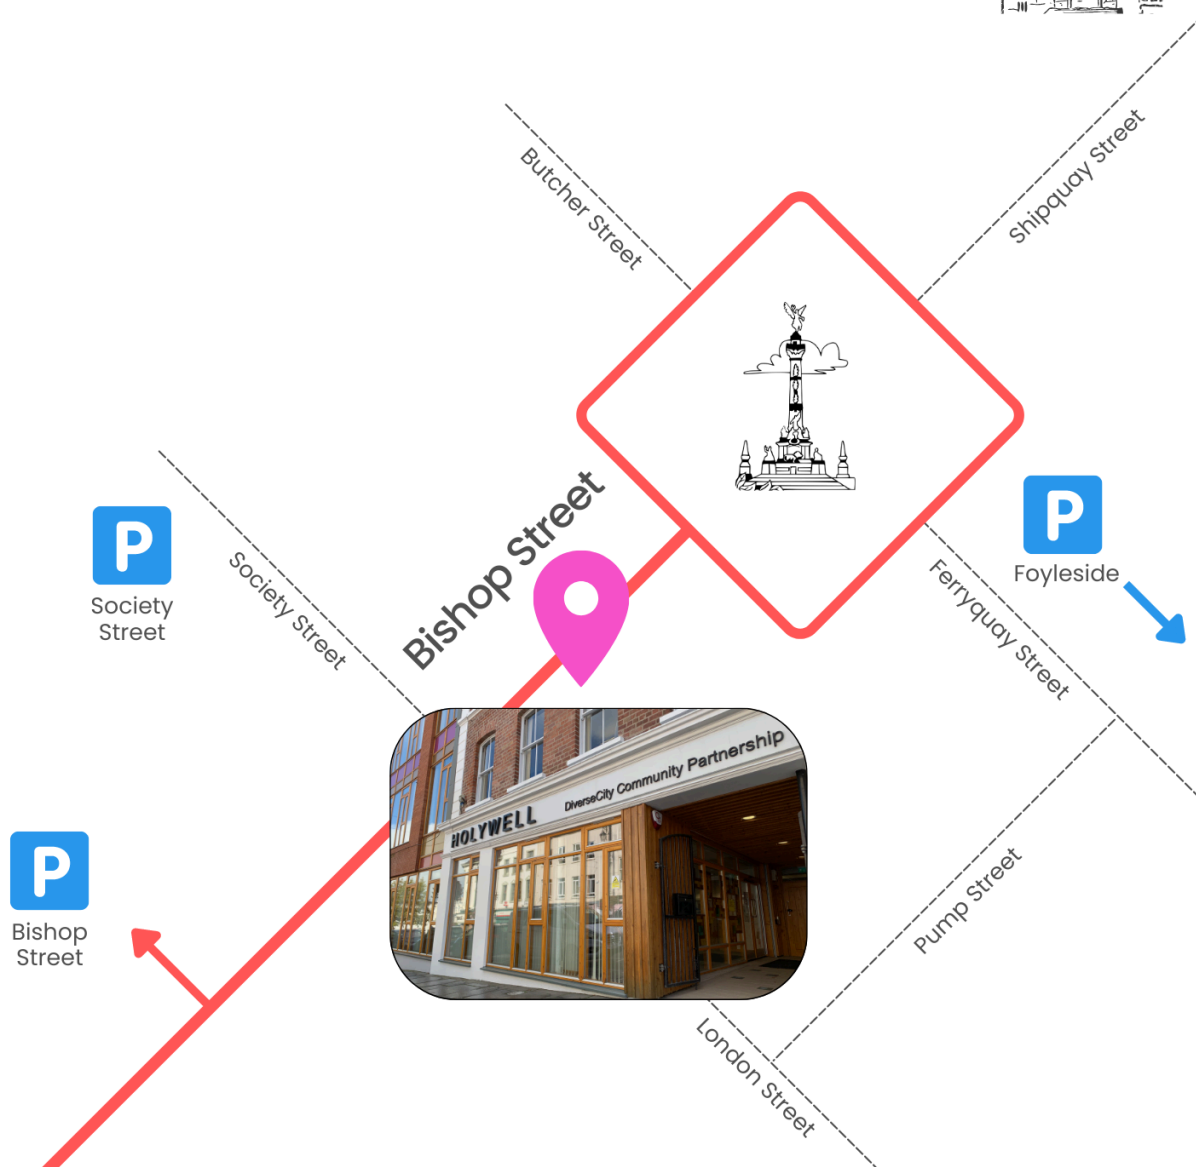 Butcher Street
Shipquay Street
Bishop Street
P
Society
Street
Society Street
P
Foyleside
Ferryquay Street
HOLYWELL
DiverseCity Community Partnership
P
Bishop
Street
Pump Street
London Street